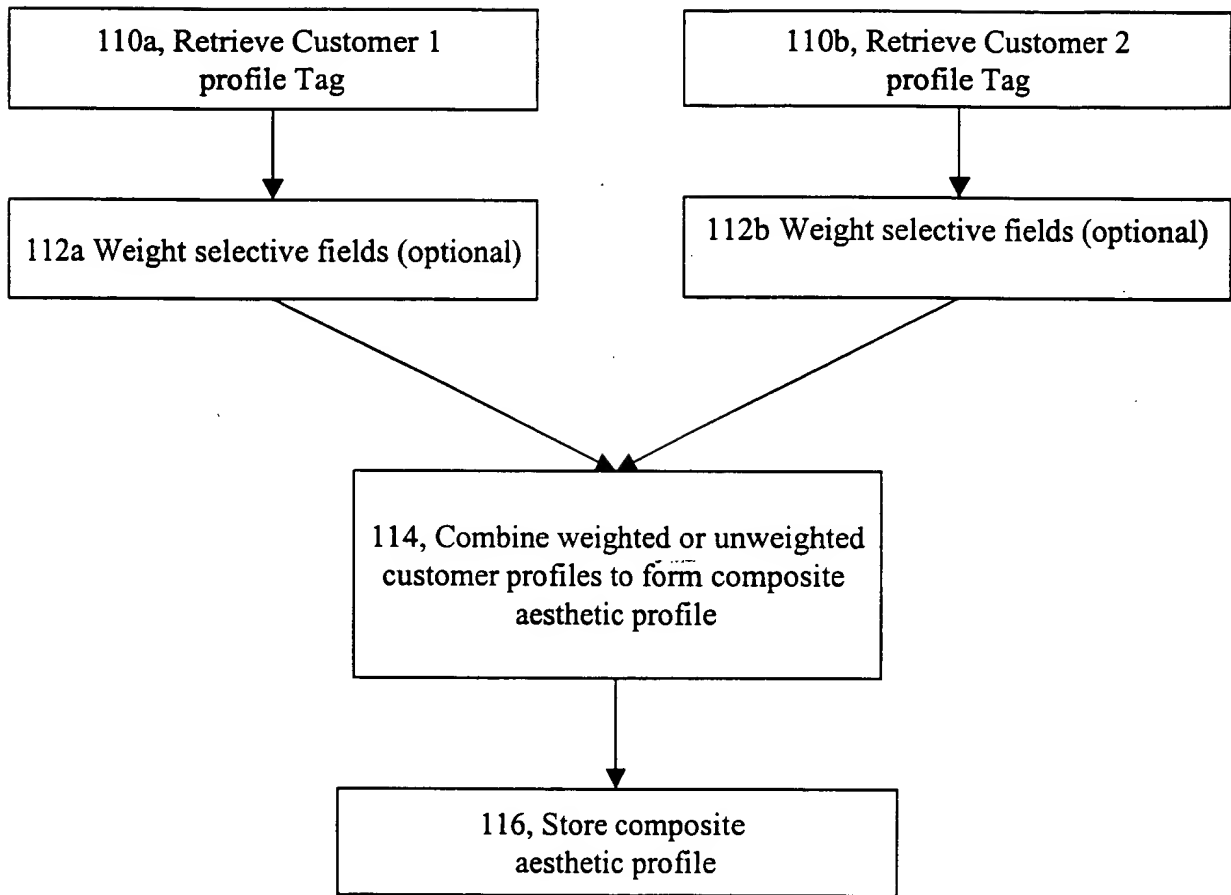 110a, Retrieve Customer 1
profile Tag
110b, Retrieve Customer 2
profile Tag
112a Weight selective fields (optional)
112b Weight selective fields (optional)
114, Combine weighted or unweighted
customer profiles to form composite
aesthetic profile
116, Store composite
aesthetic profile